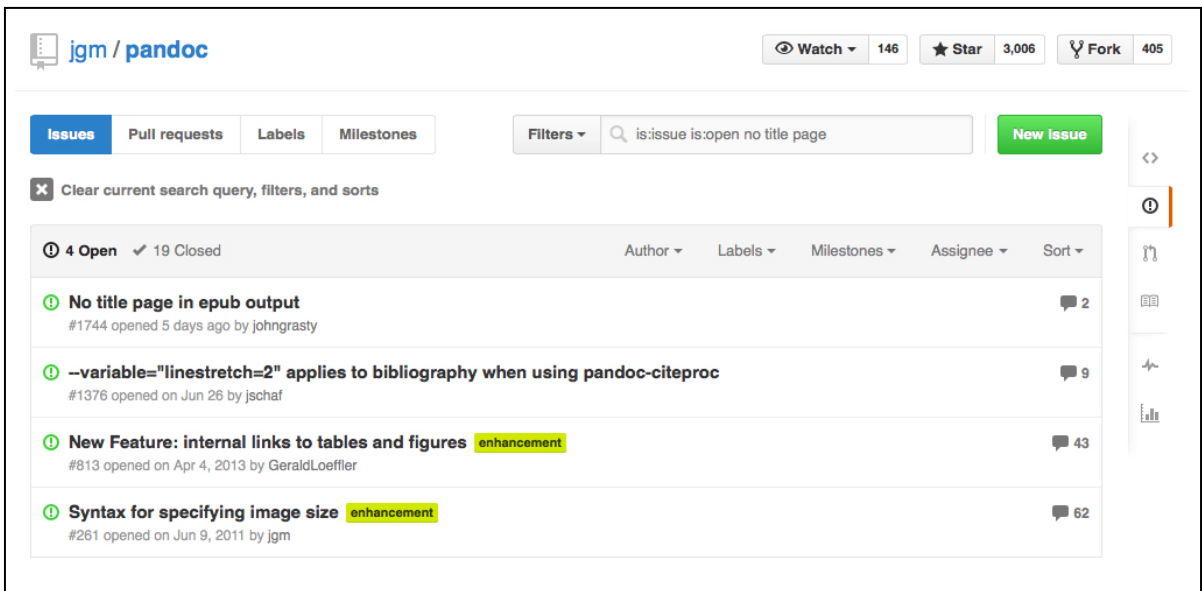 jgm / pandoc
Watch 146 Star 3,006 Fork 405
Issues Pull requests Labels Milestones Filters is:issue is:open no title page New Issue
Clear current search query, filters, and sorts
4 Open 19 Closed Author Labels Milestones Assignee Sort
No title page in epub output 2
#1744 opened 5 days ago by johngrasty
--variable="linestretch=2" applies to bibliography when using pandoc-citeproc 9
#1376 opened on Jun 26 by jschaf
New Feature: internal links to tables and figures enhancement 43
#813 opened on Apr 4, 2013 by GeraldLoeffler
Syntax for specifying image size enhancement 62
#261 opened on Jun 9, 2011 by jgm